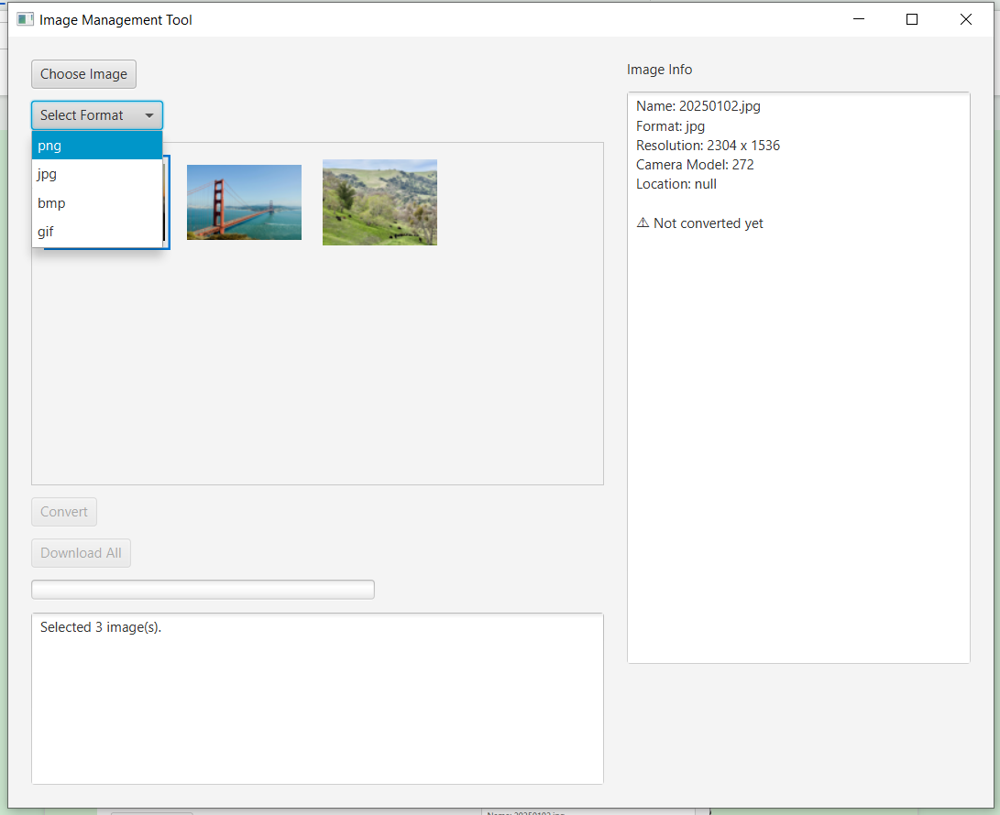 Image Management Tool
Choose Image
Select Format
png
jpg
bmp
gif
Convert
Download All
Selected 3 image(s).
Image Info
Name: 20250102.jpg
Format: jpg
Resolution: 2304 x 1536
Camera Model: 272
Location: null
⚠ Not converted yet